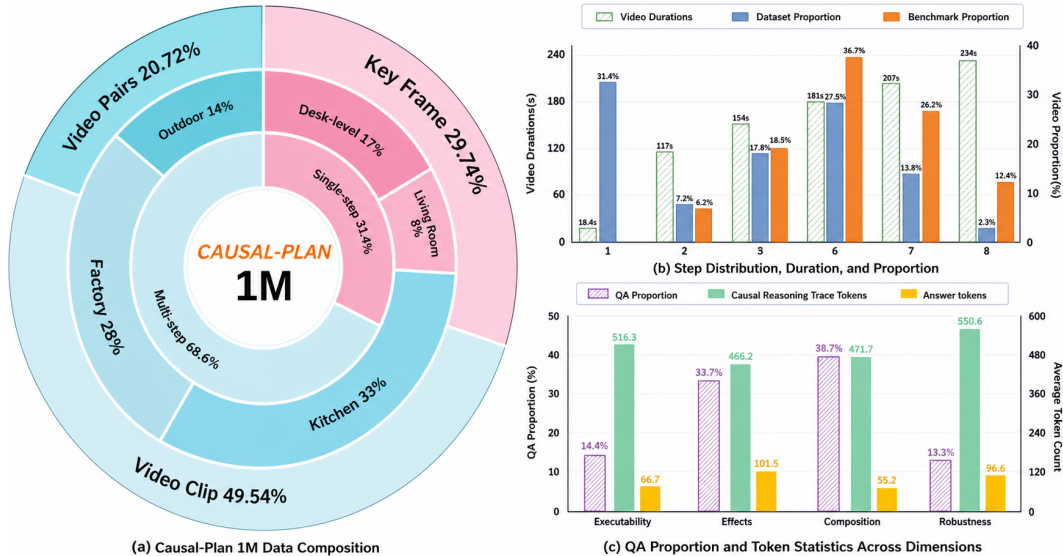 Video Pairs 20.72%
Key Frame 29.74%
Outdoor 14%
Desk-level 17%
Single-step 31.4%
Living Room
8%
CAUSAL-PLAN
1M
Factory 28%
Multi-step 68.6%
Kitchen 33%
Video Clip 49.54%
(a) Causal-Plan 1M Data Composition
Video Durations
Dataset Proportion
Benchmark Proportion
Video Draations(s)
Video Proportion(%)
240
180
120
60
0
40
30
20
10
0
18.4s
31.4%
117s
7.2%
6.2%
154s
17.8%
18.5%
181s
27.5%
36.7%
207s
13.8%
26.2%
234s
2.3%
12.4%
1
2
3
6
7
8
(b) Step Distribution, Duration, and Proportion
QA Proportion
Causal Reasoning Trace Tokens
Answer tokens
QA Proportion (%)
Average Token Count
50
40
30
20
10
0
600
480
360
240
120
0
14.4%
516.3
66.7
33.7%
466.2
101.5
38.7%
471.7
55.2
13.3%
550.6
96.6
Executability
Effects
Composition
Robustness
(c) QA Proportion and Token Statistics Across Dimensions